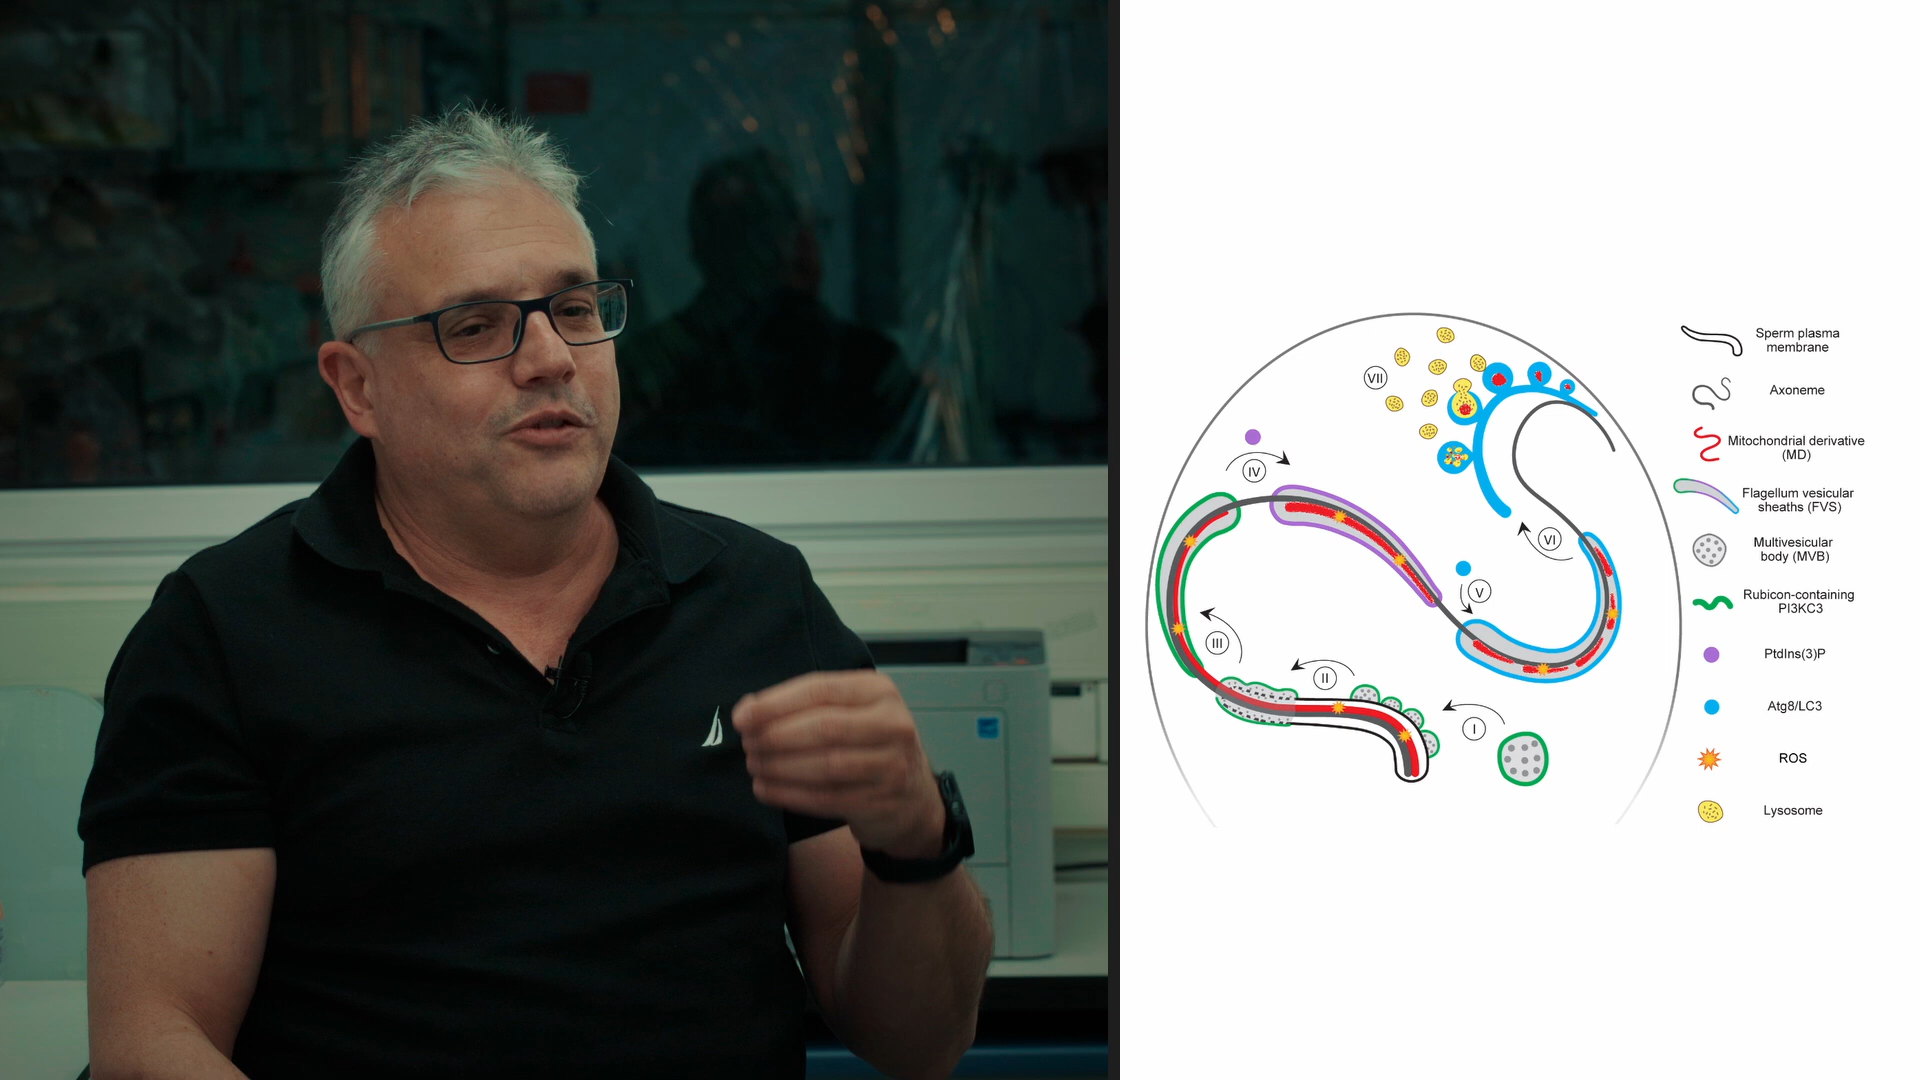 VII
IV
VI
V
III
II
I
Sperm plasma
membrane
Axoneme
Mitochondrial derivative
(MD)
Flagellum vesicular
sheaths (FVS)
Multivesicular
body (MVB)
Rubicon-containing
PI3KC3
PtdIns(3)P
Atg8/LC3
ROS
Lysosome